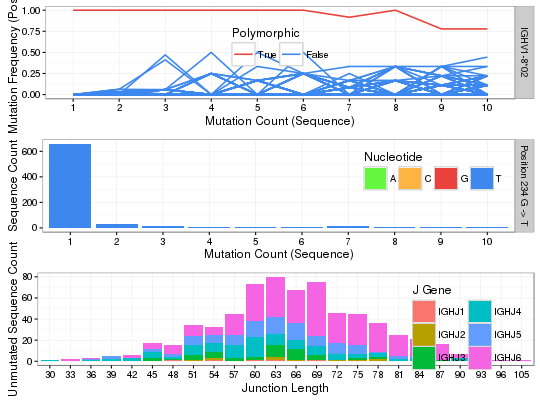 Mutation Frequency (Pos
1.00
0.75
0.50
0.25
0.00
Polymorphic
True
False
1 2 3 4 5 6 7 8 9 10
Mutation Count (Sequence)
IGHV1-8*02
Sequence Count
600
400
200
0
Nucleotide
A
C
G
T
1 2 3 4 5 6 7 8 9 10
Mutation Count (Sequence)
Position 234 G -> T
Unmutated Sequence Count
80
60
40
20
0
J Gene
IGHJ1
IGHJ4
IGHJ2
IGHJ5
IGHJ3
IGHJ6
30 33 36 39 42 45 48 51 54 57 60 63 66 69 72 75 78 81 84 87 90 93 96 105
Junction Length